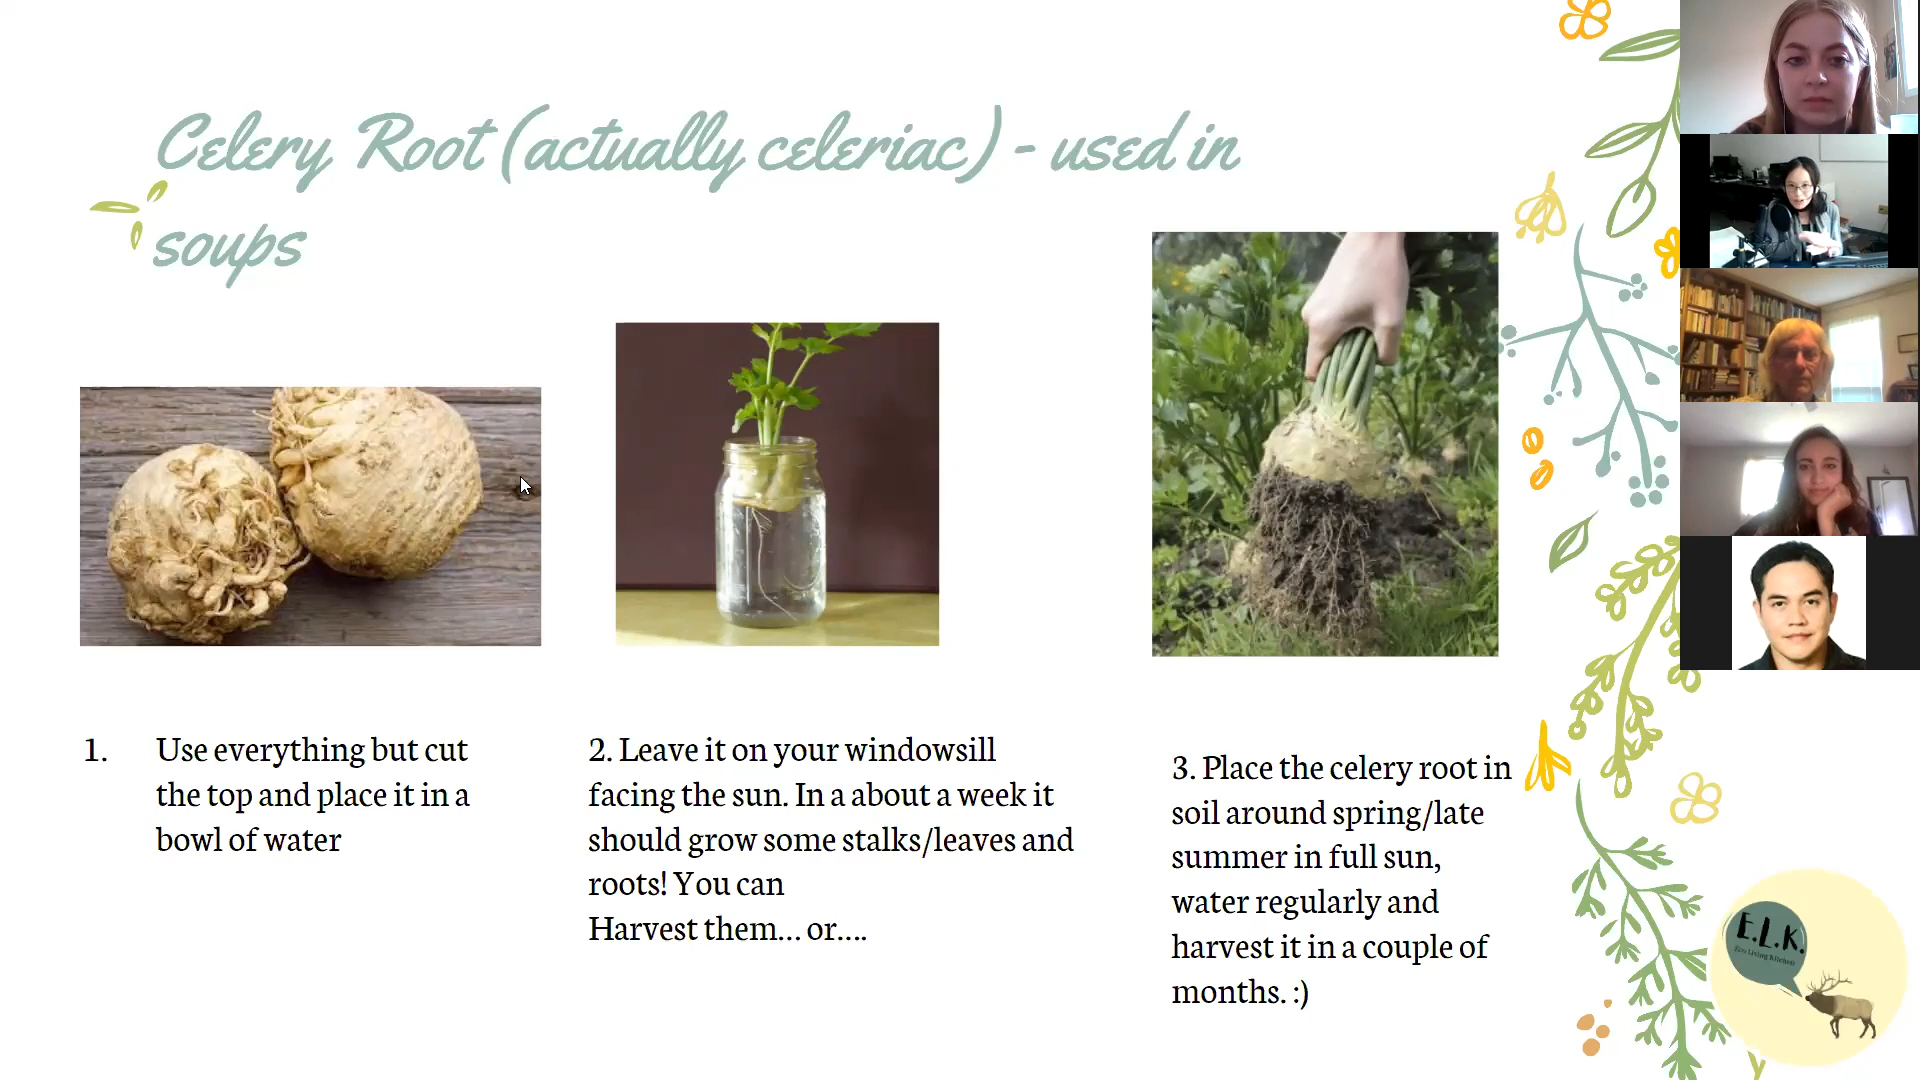 Celery Root (actually celeriac) - used in
soups
1. Use everything but cut
the top and place it in a
bowl of water
2. Leave it on your windowsill
facing the sun. In a about a week it
should grow some stalks/leaves and
roots! You can
Harvest them... or....
3. Place the celery root in
soil around spring/late
summer in full sun,
water regularly and
harvest it in a couple of
months. :)
E.L.K.
Eco Living Kitchen